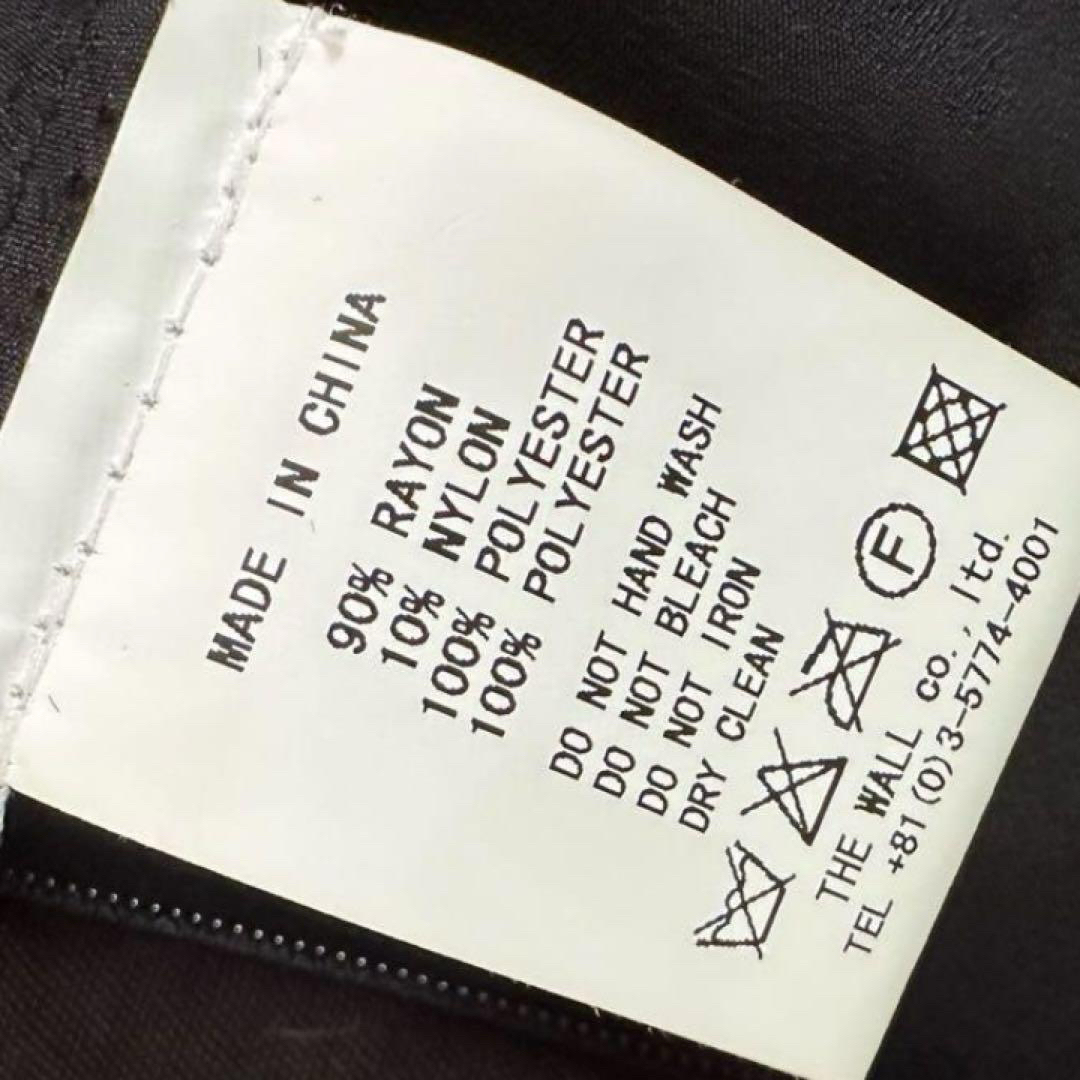 MADE IN CHINA
90% RAYON
10% NYLON
100% POLYESTER
100% POLYESTER
DO NOT HAND WASH
DO NOT BLEACH
DO NOT IRON
DRY CLEAN
F
THE WALL co.,ltd.
TEL +81(0)3-5774-4001